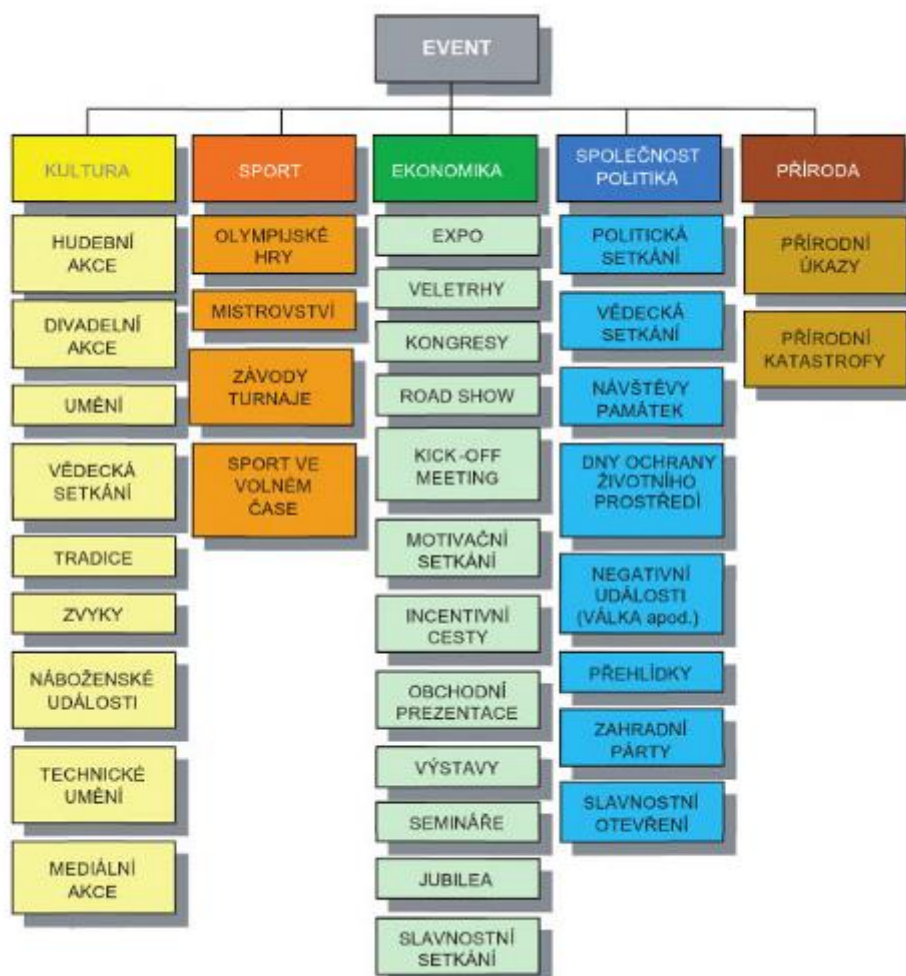 EVENT
KULTURA
SPORT
EKONOMIKA
SPOLEČNOST
POLITIKA
PŘÍRODA
HUDEBNÍ
AKCE
DIVADELNÍ
AKCE
UMĚNÍ
VĚDECKÁ
SETKÁNÍ
TRADICE
ZVYKY
NÁBOŽENSKÉ
UDÁLOSTI
TECHNICKÉ
UMĚNÍ
MEDIÁLNÍ
AKCE
OLYMPIJSKÉ
HRY
MISTROVSTVÍ
ZÁVODY
TURNAJE
SPORT VE
VOLNÉM
ČASE
EXPO
VELETRHY
KONGRESY
ROAD SHOW
KICK-OFF
MEETING
MOTIVAČNÍ
SETKÁNÍ
INCENTIVNÍ
CESTY
OBCHODNÍ
PREZENTACE
VÝSTAVY
SEMINÁŘE
JUBILEA
SLAVNOSTNÍ
SETKÁNÍ
POLITICKÁ
SETKÁNÍ
VĚDECKÁ
SETKÁNÍ
NÁVŠTĚVY
PAMÁTEK
DNY OCHRANY
ŽIVOTNÍHO
PROSTŘEDÍ
NEGATIVNÍ
UDÁLOSTI
(VÁLKA apod.)
PŘEHLÍDKY
ZAHRADNÍ
PÁRTY
SLAVNOSTNÍ
OTEVŘENÍ
PŘÍRODNÍ
ÚKAZY
PŘÍRODNÍ
KATASTROFY